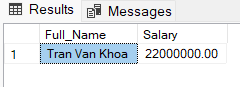 Results Messages
Full_Name Salary
1 Tran Van Khoa 22000000.00